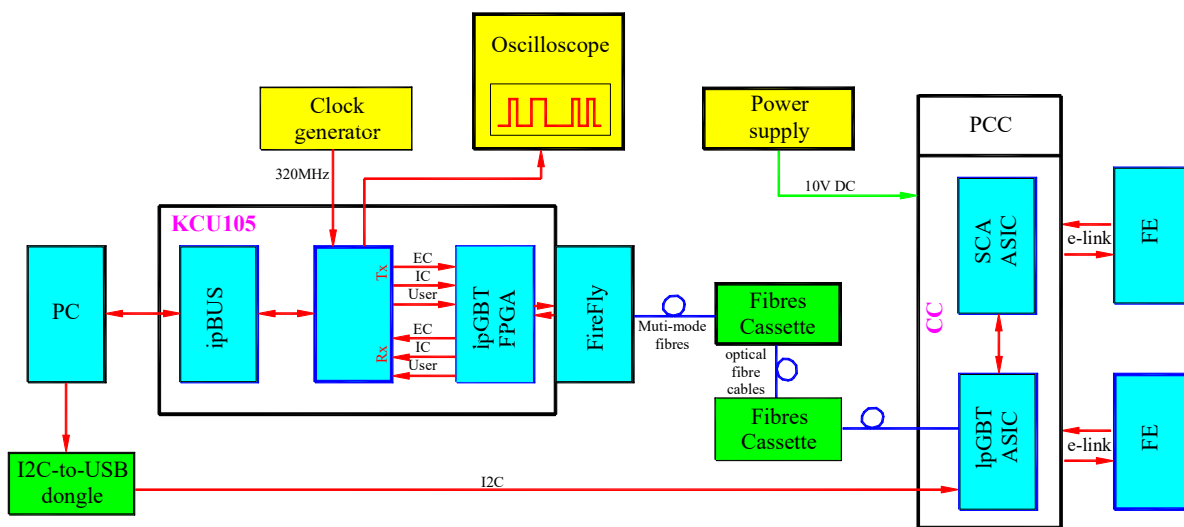 Oscilloscope
Clock
generator
Power
supply
PCC
320MHz
10V DC
KCU105
PC
ipBUS
Tx
Rx
EC
IC
User
EC
IC
User
ipGBT
FPGA
FireFly
Muti-mode
fibres
Fibres
Cassette
optical
fibre
cables
Fibres
Cassette
CC
SCA
ASIC
lpGBT
ASIC
e-link
FE
e-link
FE
I2C-to-USB
dongle
I2C